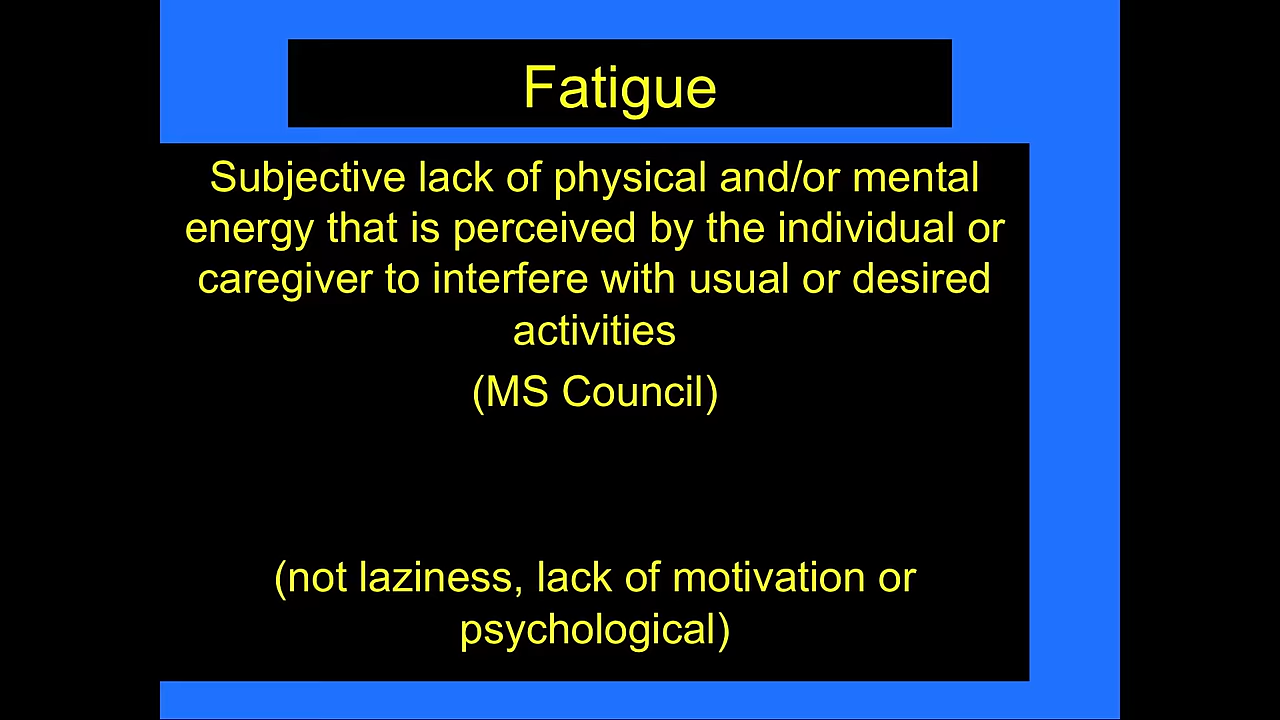 Fatigue
Subjective lack of physical and/or mental
energy that is perceived by the individual or
caregiver to interfere with usual or desired
activities
(MS Council)
(not laziness, lack of motivation or
psychological)